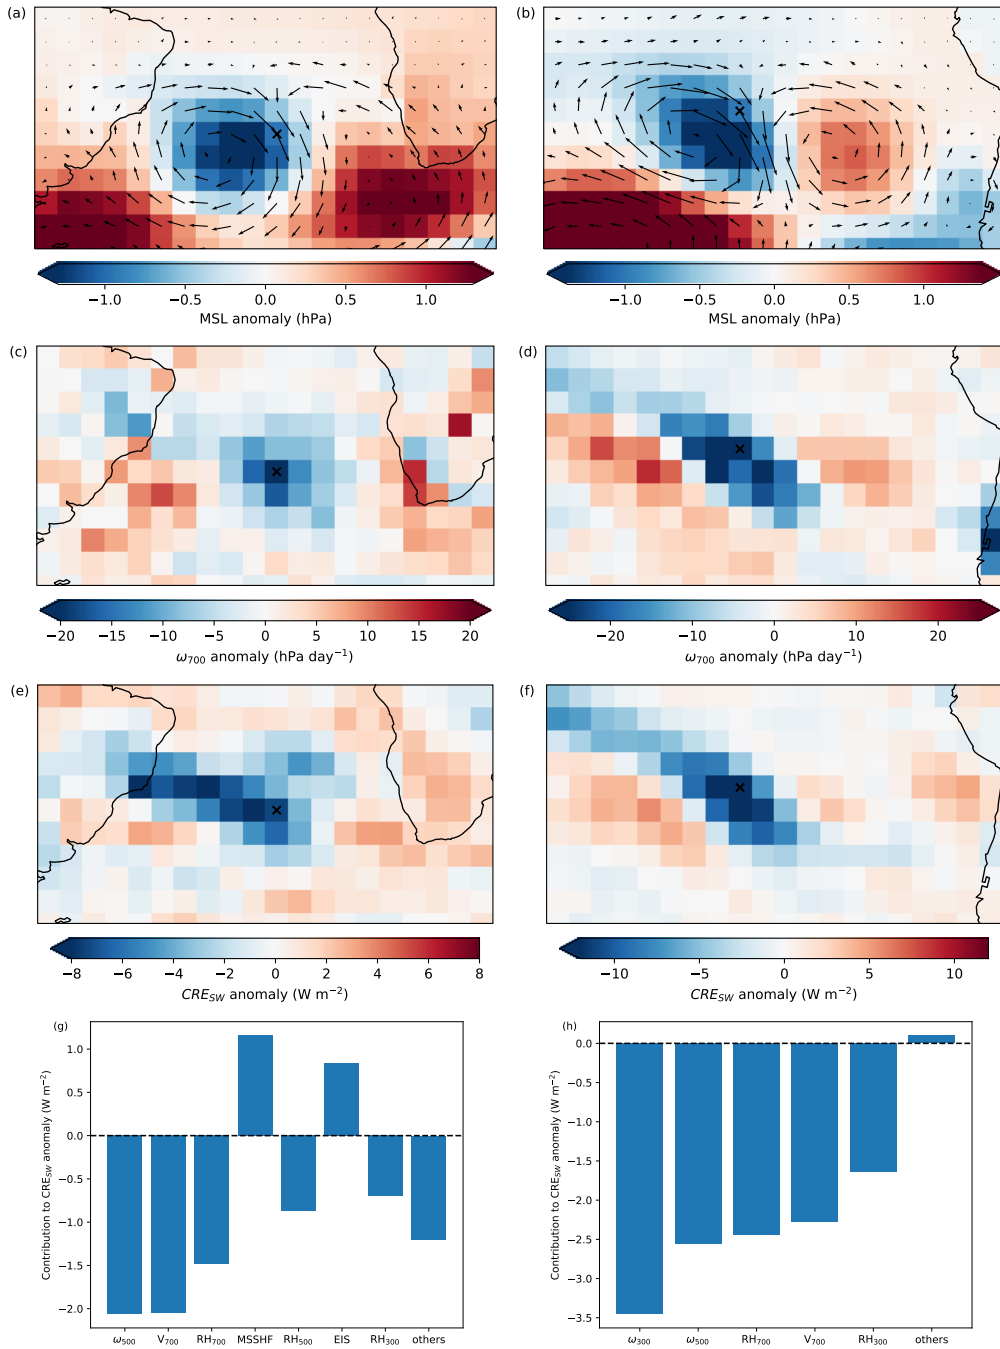 (a)
(b)
−1.0 −0.5 0.0 0.5 1.0
MSL anomaly (hPa)
−1.0 −0.5 0.0 0.5 1.0
MSL anomaly (hPa)
(c)
(d)
−20 −15 −10 −5 0 5 10 15 20
ω₇₀₀ anomaly (hPa day⁻¹)
−20 −10 0 10 20
ω₇₀₀ anomaly (hPa day⁻¹)
(e)
(f)
−8 −6 −4 −2 0 2 4 6 8
CRE_SW anomaly (W m⁻²)
−10 −5 0 5 10
CRE_SW anomaly (W m⁻²)
(g)
Contribution to CRE_SW anomaly (W m⁻²)
1.0
0.5
0.0
−0.5
−1.0
−1.5
−2.0
ω₅₀₀ V₇₀₀ RH₇₀₀ MSSHF RH₅₀₀ EIS RH₃₀₀ others
(h)
Contribution to CRE_SW anomaly (W m⁻²)
0.0
−0.5
−1.0
−1.5
−2.0
−2.5
−3.0
−3.5
ω₃₀₀ ω₅₀₀ RH₇₀₀ V₇₀₀ RH₃₀₀ others